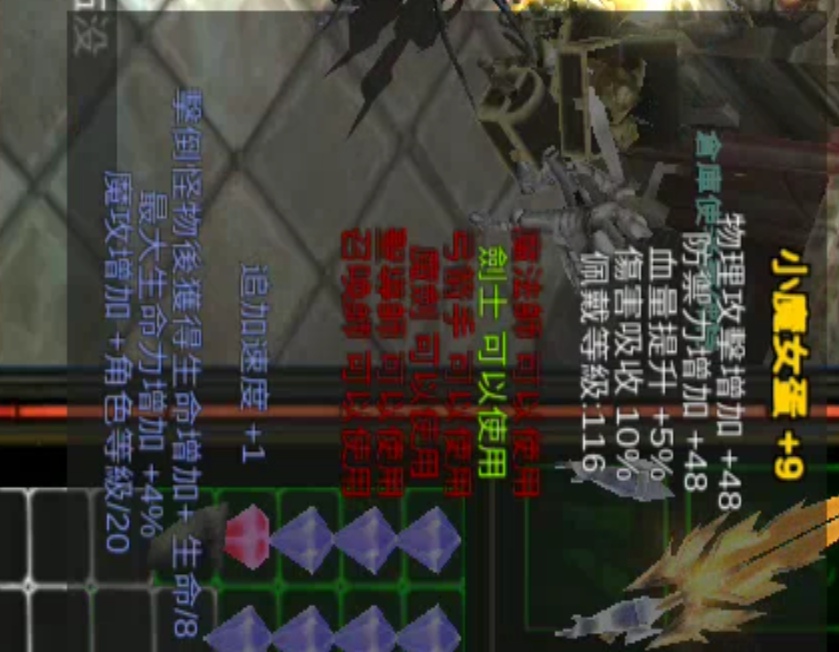 小魔女蛋 +9
物理攻擊增加 +48
防禦力增加 +48
血量提升 +5%
傷害吸收 10%
佩戴等級:116
魔法師 可以使用
劍士 可以使用
弓箭手 可以使用
魔劍 可以使用
聖導師 可以使用
召喚師 可以使用
追加速度 +1
擊倒怪物後獲得生命增加+ 生命/8
最大生命力增加 +4%
魔攻增加 +角色等級/20
倉庫使